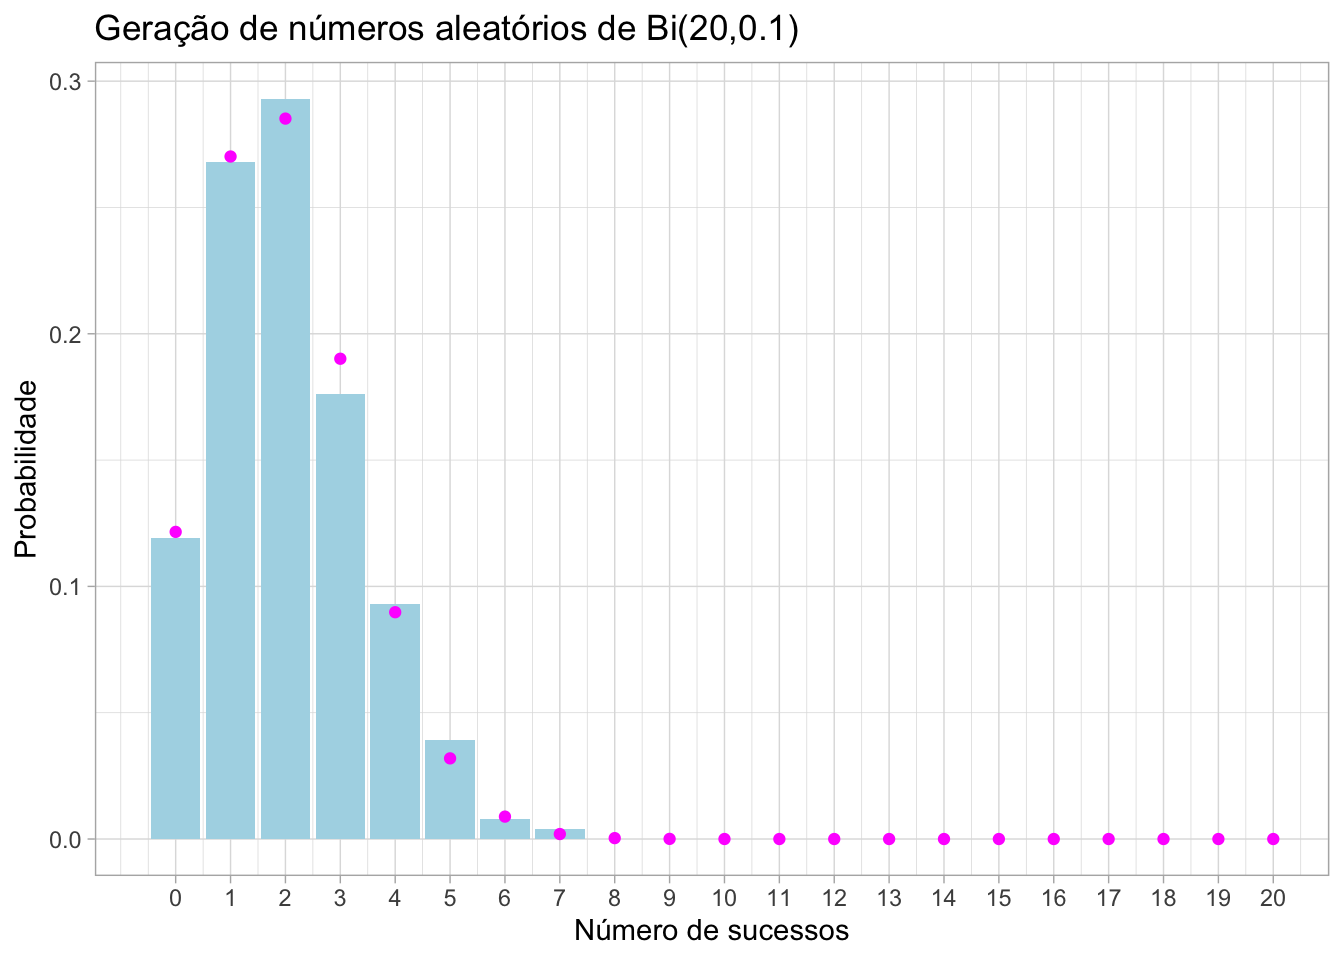 Geração de números aleatórios de Bi(20,0.1)
0.3
0.2
0.1
0.0
Probabilidade
0 1 2 3 4 5 6 7 8 9 10 11 12 13 14 15 16 17 18 19 20
Número de sucessos